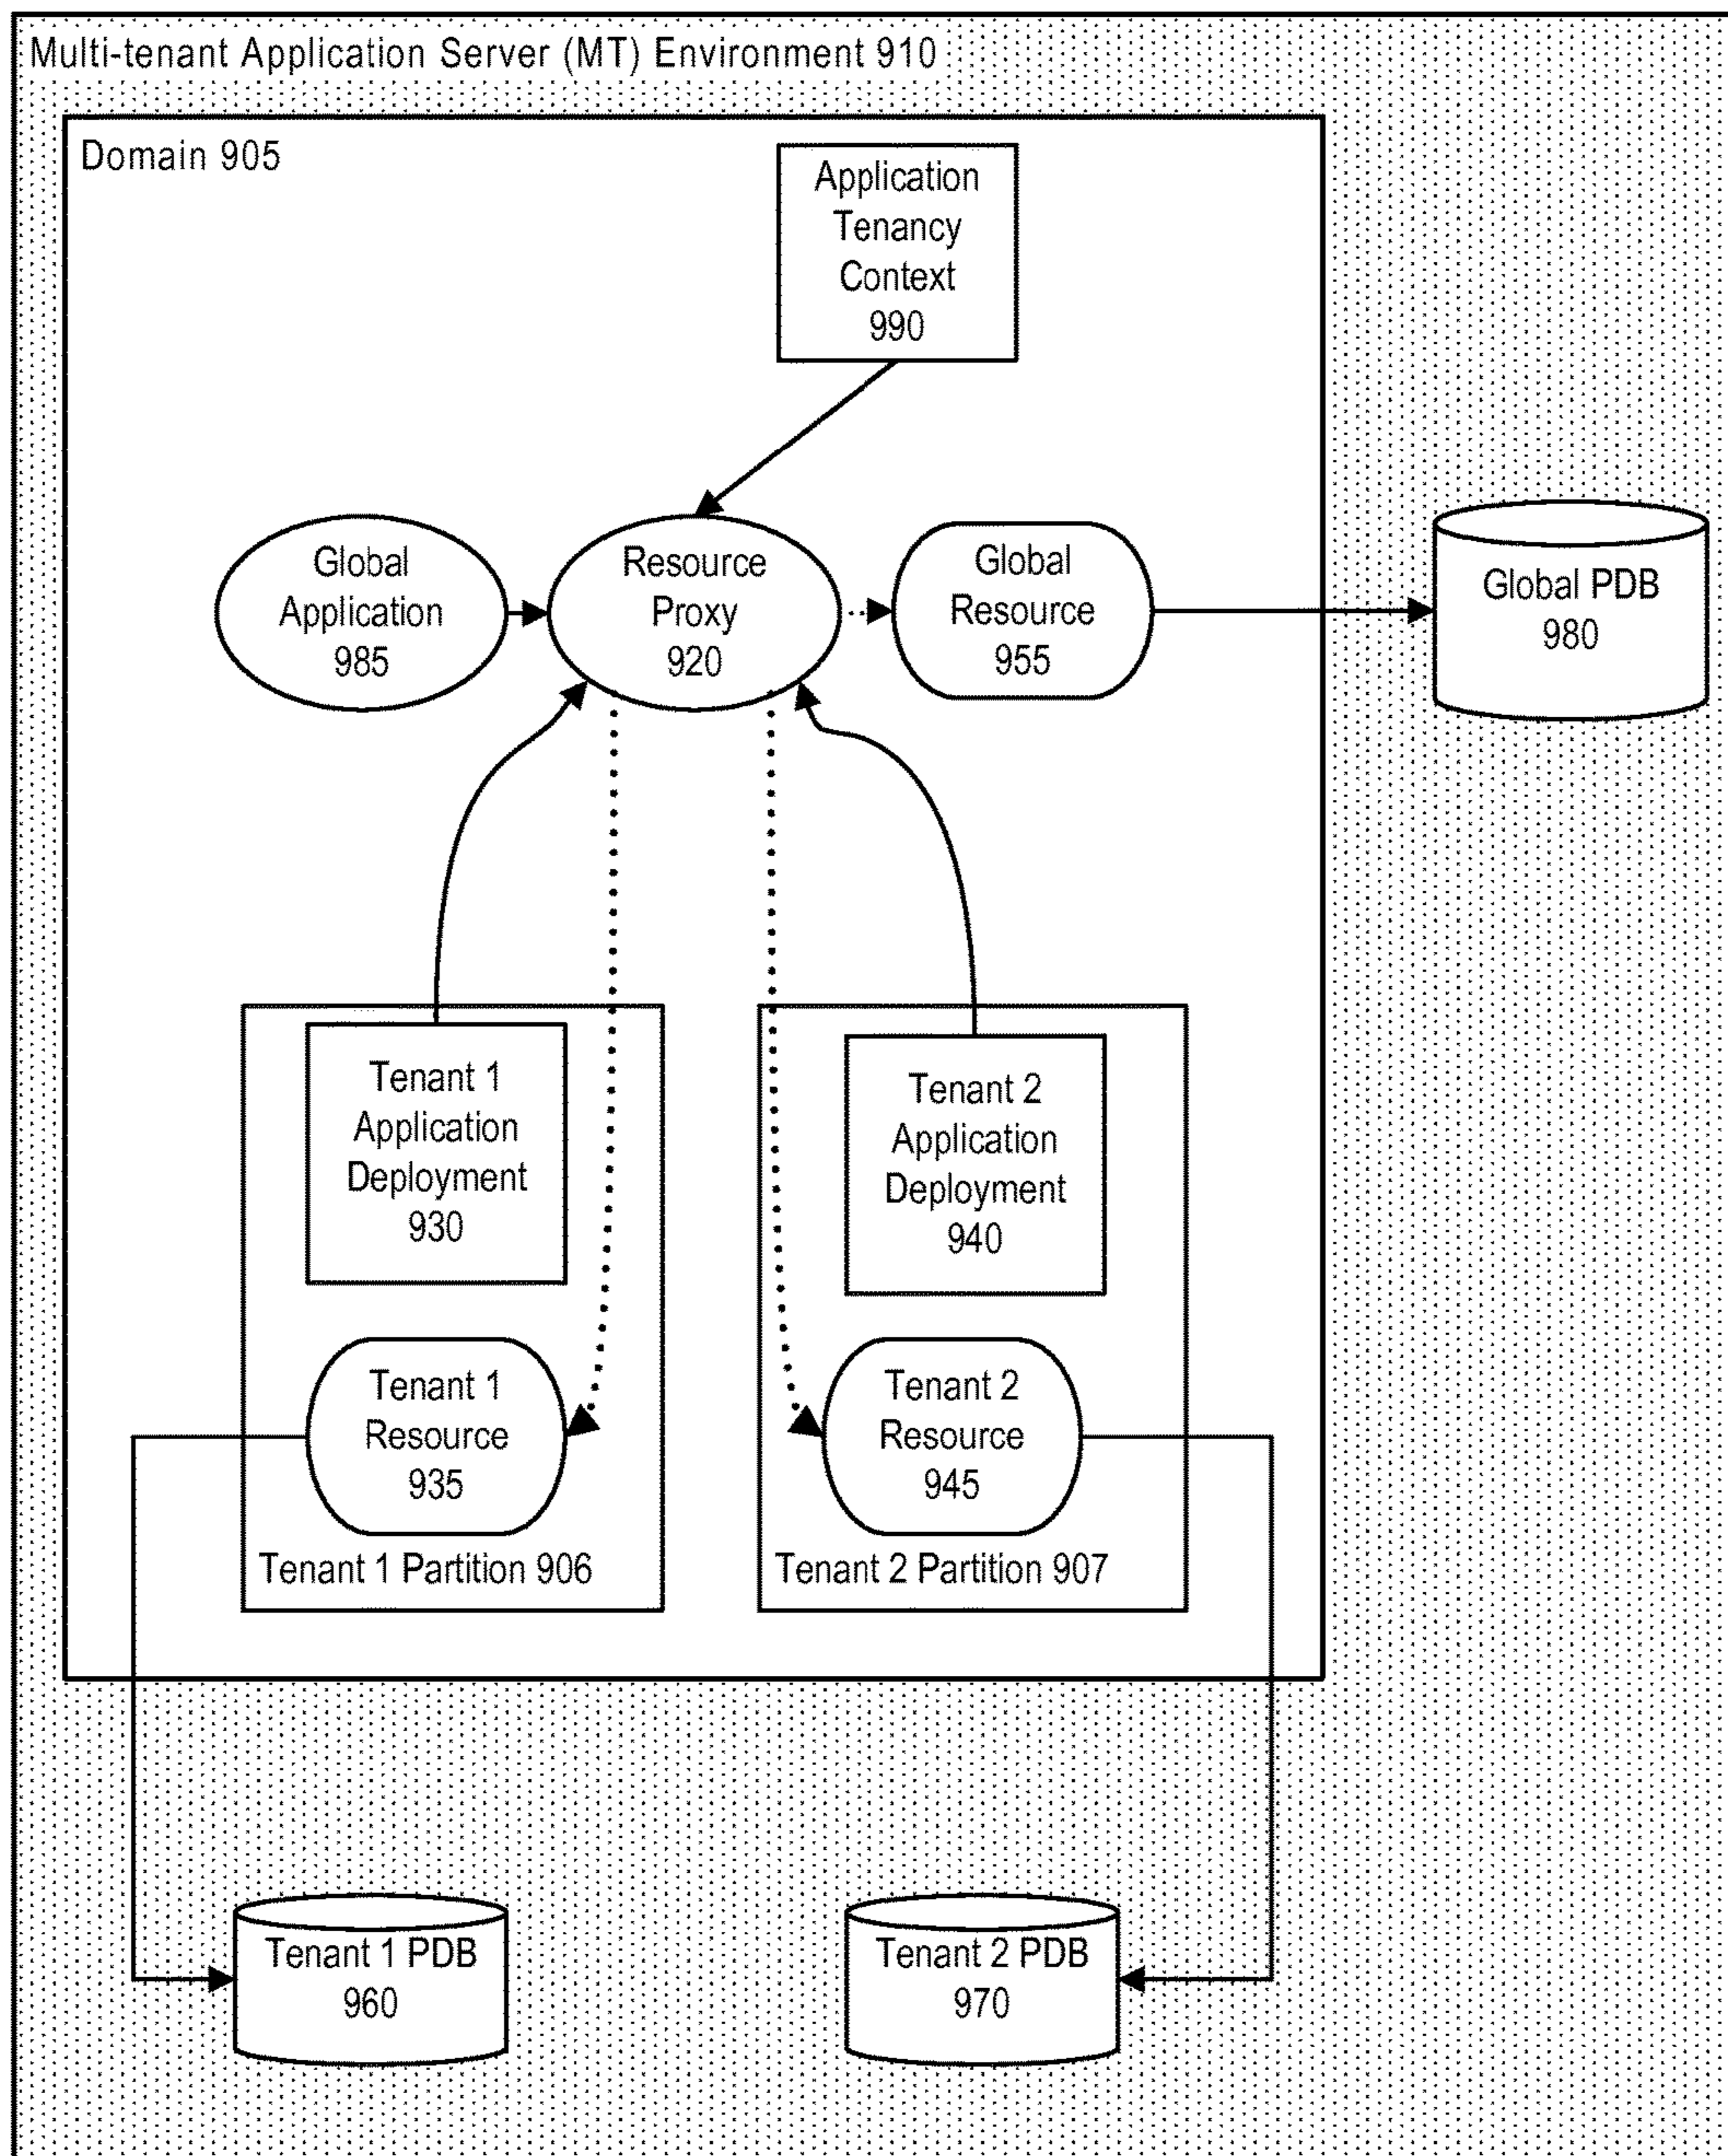 Multi-tenant Application Server (MT) Environment 910
Domain 905
Application
Tenancy
Context
990
Global
Application
985
Resource
Proxy
920
Global
Resource
955
Global PDB
980
Tenant 1
Application
Deployment
930
Tenant 2
Application
Deployment
940
Tenant 1
Resource
935
Tenant 2
Resource
945
Tenant 1 Partition 906
Tenant 2 Partition 907
Tenant 1 PDB
960
Tenant 2 PDB
970